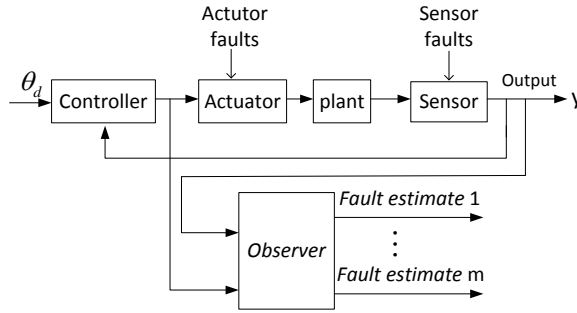 Actutor
faults
Sensor
faults
θd
Controller
Actuator
plant
Sensor
Output
y
Observer
Fault estimate 1
Fault estimate m